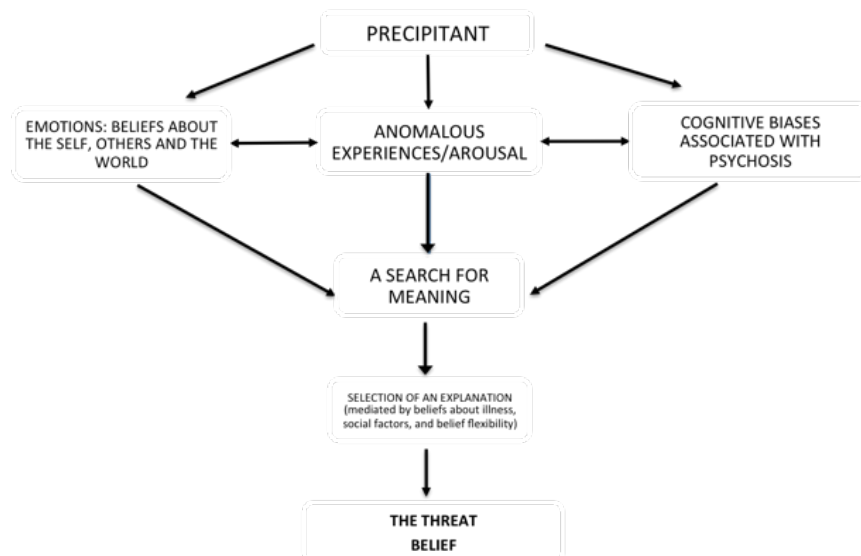 PRECIPITANT
EMOTIONS: BELIEFS ABOUT
THE SELF, OTHERS AND THE
WORLD
ANOMALOUS
EXPERIENCES/AROUSAL
COGNITIVE BIASES
ASSOCIATED WITH
PSYCHOSIS
A SEARCH FOR
MEANING
SELECTION OF AN EXPLANATION
(mediated by beliefs about illness,
social factors, and belief flexibility)
THE THREAT
BELIEF